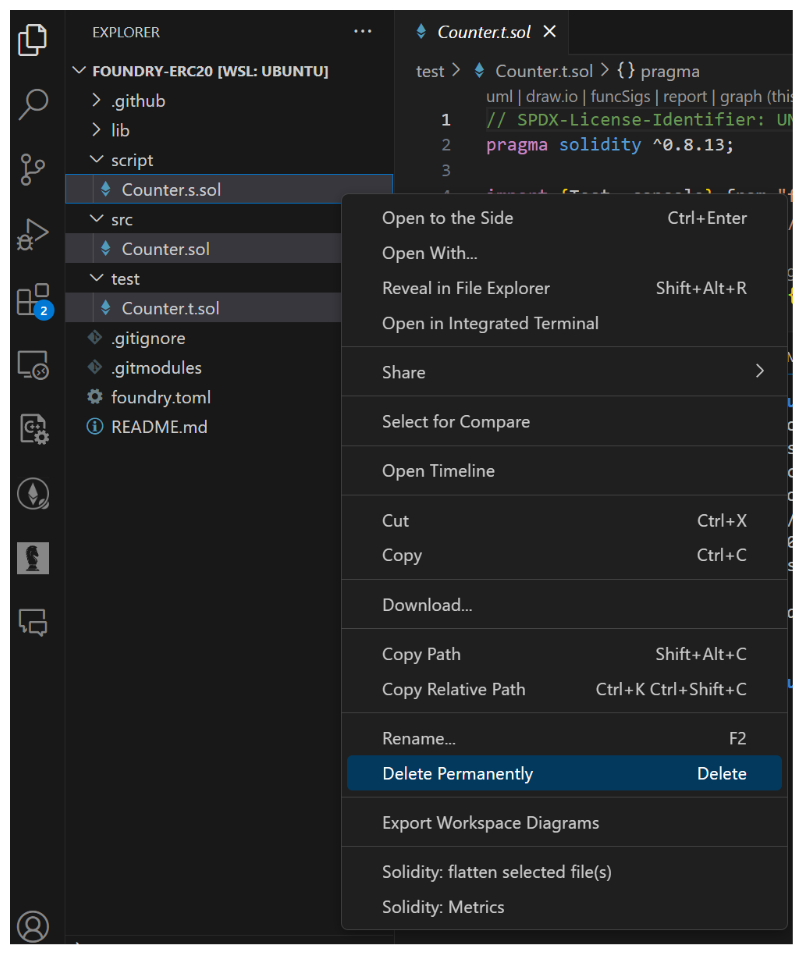 EXPLORER ...
FOUNDRY-ERC20 [WSL: UBUNTU]
.github
lib
script
Counter.s.sol
src
Counter.sol
test
Counter.t.sol
.gitignore
.gitmodules
foundry.toml
README.md
2
Counter.t.sol
test > Counter.t.sol > {} pragma
uml | draw.io | funcSigs | report | graph (this
1 // SPDX-License-Identifier: UN
2 pragma solidity ^0.8.13;
3
Open to the Side Ctrl+Enter
Open With...
Reveal in File Explorer Shift+Alt+R
Open in Integrated Terminal
Share
Select for Compare
Open Timeline
Cut Ctrl+X
Copy Ctrl+C
Download...
Copy Path Shift+Alt+C
Copy Relative Path Ctrl+K Ctrl+Shift+C
Rename... F2
Delete Permanently Delete
Export Workspace Diagrams
Solidity: flatten selected file(s)
Solidity: Metrics